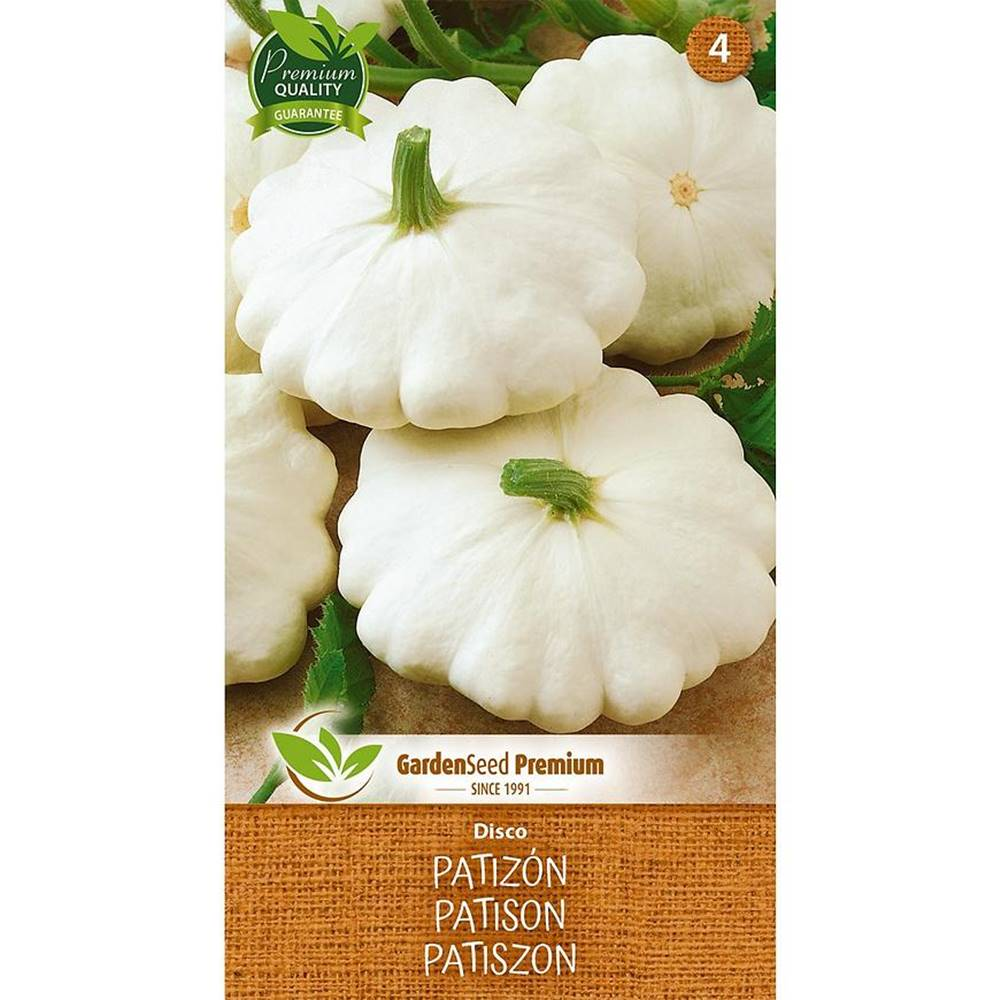 Premium
QUALITY
GUARANTEE
4
GardenSeed Premium
SINCE 1991
Disco
PATIZÓN
PATISON
PATISZON